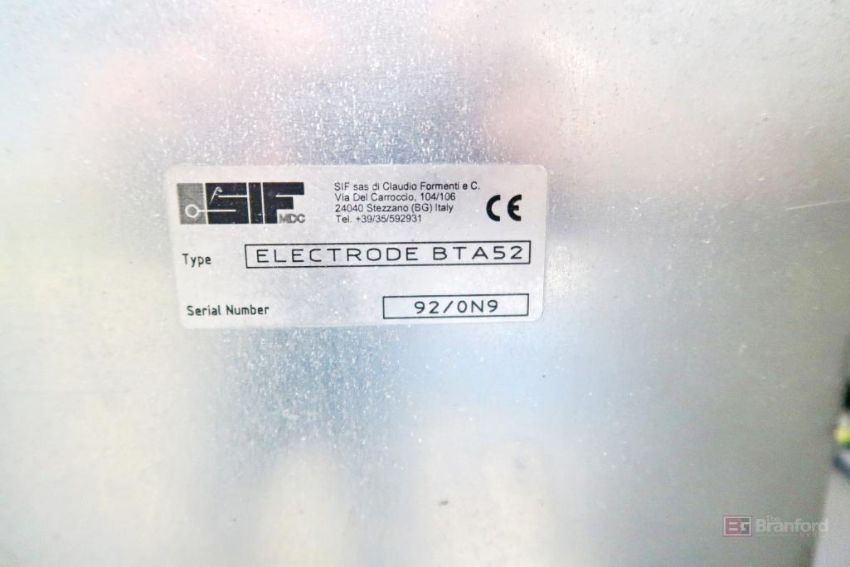 SIF
MDC
SIF sas di Claudio Formenti e C.
Via Del Carroccio, 104/106
24040 Stezzano (BG) Italy
Tel. +39/35/592931
CE
Type ELECTRODE BTA52
Serial Number 92/0N9
BG The Branford